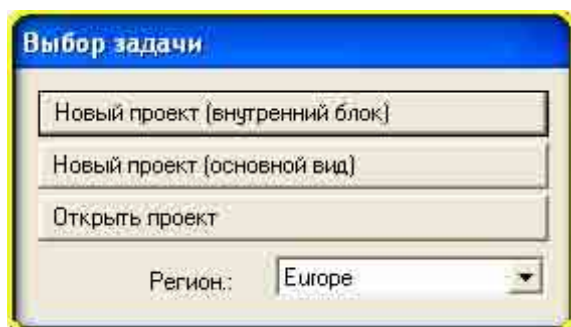 Выбор задачи
Новый проект (внутренний блок)
Новый проект (основной вид)
Открыть проект
Регион.: Europe